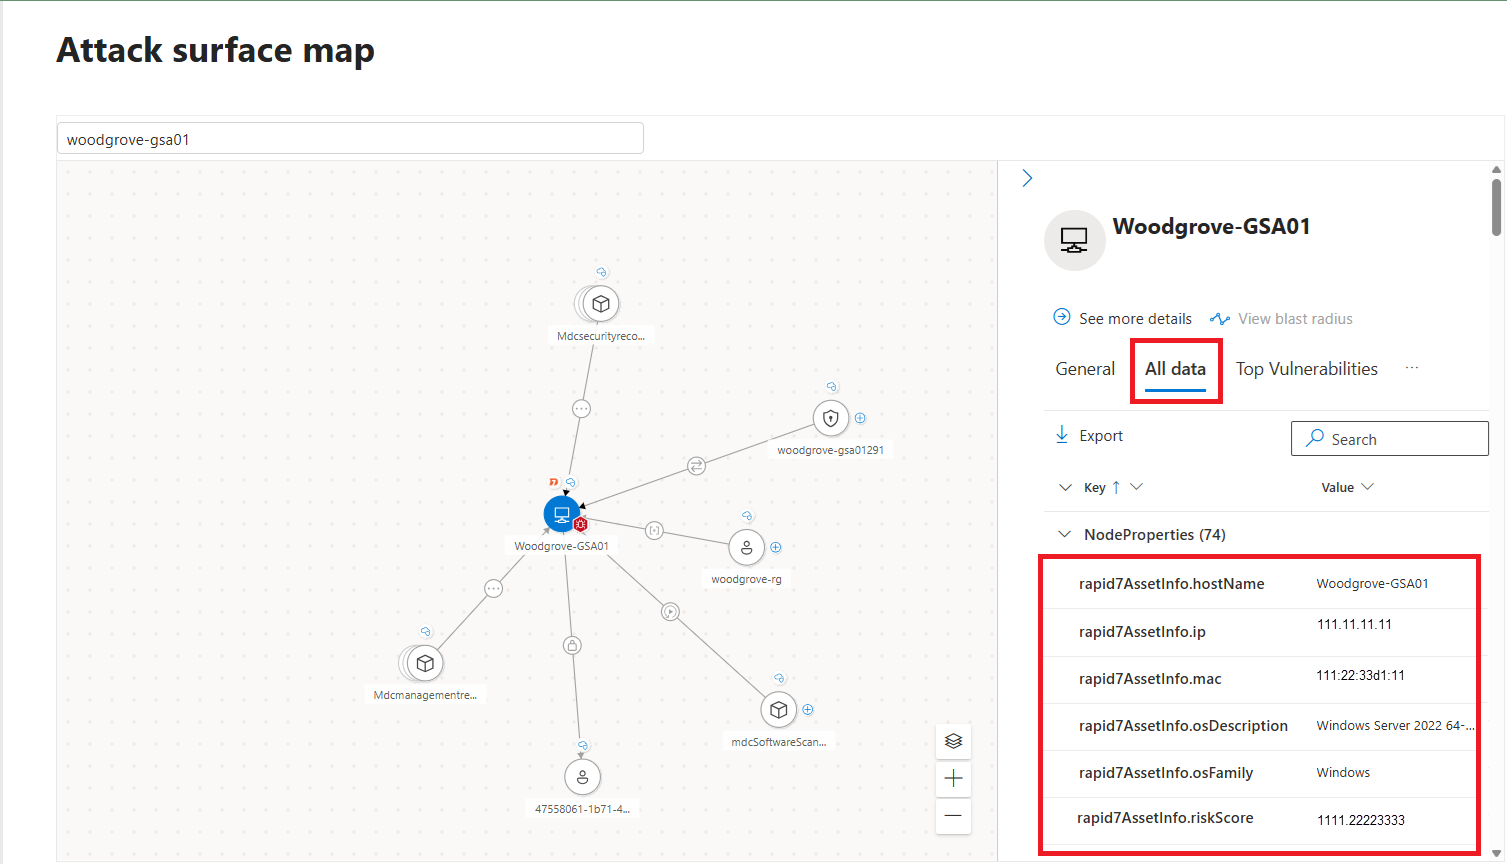 Attack surface map
woodgrove-gsa01
Mdcsecurityreco...
woodgrove-gsa01291
Woodgrove-GSA01
woodgrove-rg
Mdcmanagementre...
mdcSoftwareScan...
47558061-1b71-4...
Woodgrove-GSA01
See more details View blast radius
General All data Top Vulnerabilities ...
Export Search
Key Value
NodeProperties (74)
rapid7AssetInfo.hostName Woodgrove-GSA01
rapid7AssetInfo.ip 111.11.11.11
rapid7AssetInfo.mac 111:22:33d1:11
rapid7AssetInfo.osDescription Windows Server 2022 64-...
rapid7AssetInfo.osFamily Windows
rapid7AssetInfo.riskScore 1111.22223333